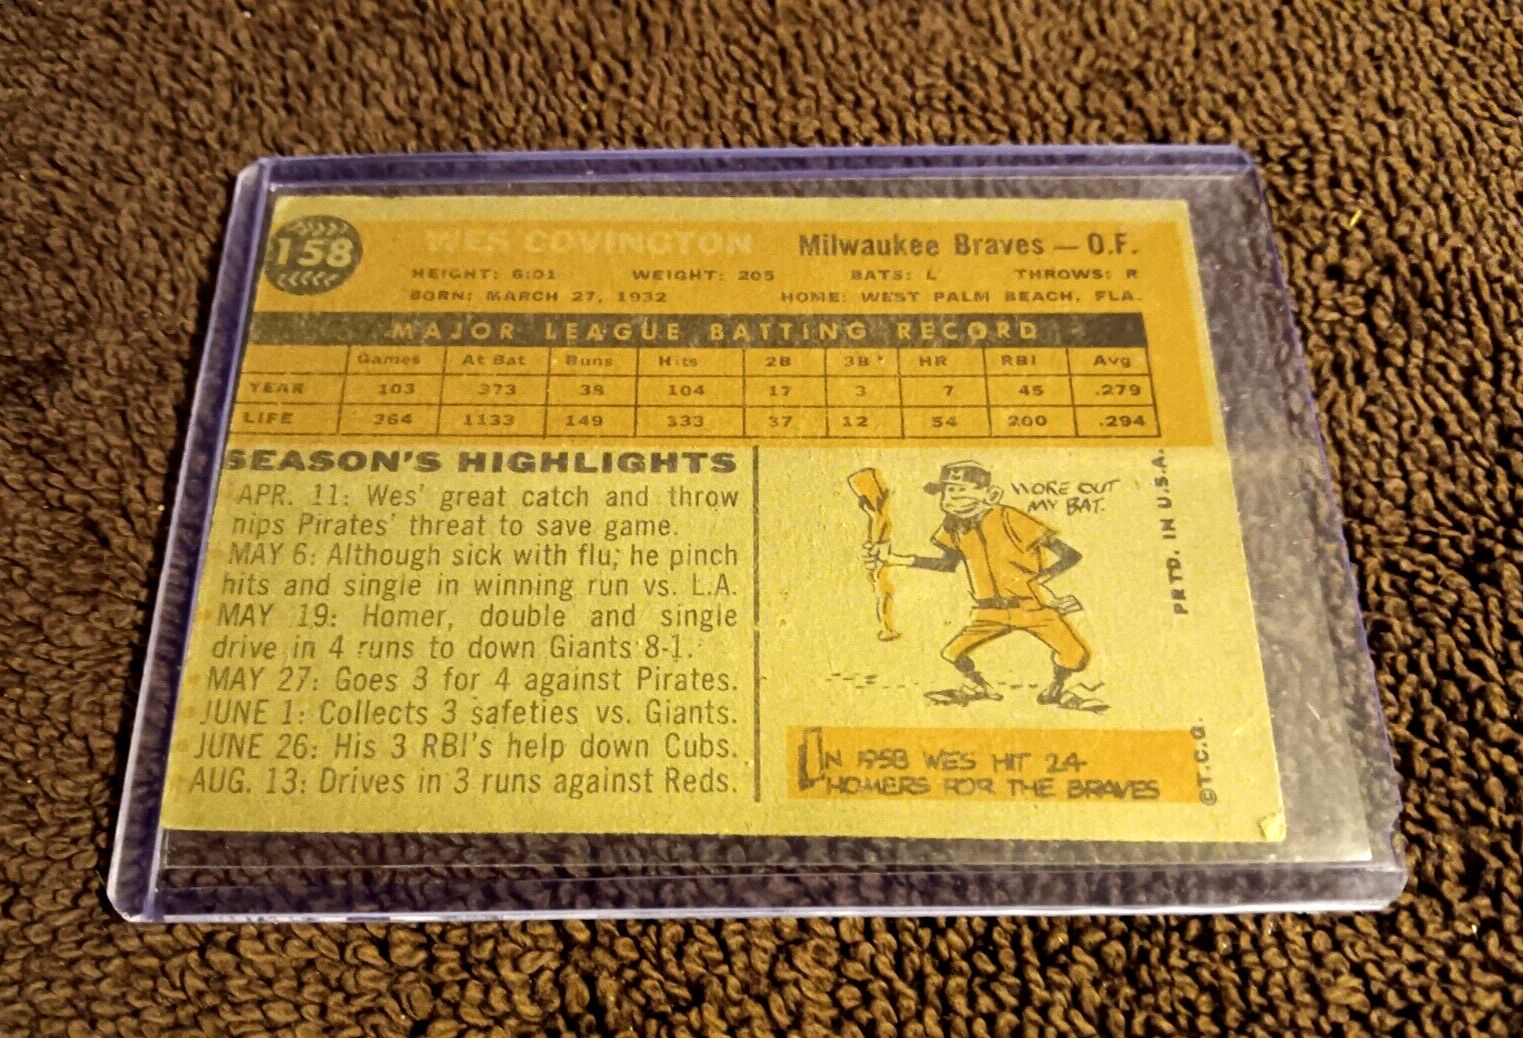 158
WES COVINGTON Milwaukee Braves — O.F.
HEIGHT: 6:01 WEIGHT: 205 BATS: L THROWS: R
BORN: MARCH 27, 1932 HOME: WEST PALM BEACH, FLA.
MAJOR LEAGUE BATTING RECORD
Games At Bat Runs Hits 2B 3B HR RBI Avg
YEAR 103 373 38 104 17 3 7 45 .279
LIFE 364 1133 149 333 37 12 54 200 .294
SEASON'S HIGHLIGHTS
APR. 11: Wes' great catch and throw
nips Pirates' threat to save game.
MAY 6: Although sick with flu, he pinch
hits and single in winning run vs. L.A.
MAY 19: Homer, double and single
drive in 4 runs to down Giants 8-1.
MAY 27: Goes 3 for 4 against Pirates.
JUNE 1: Collects 3 safeties vs. Giants.
JUNE 26: His 3 RBI's help down Cubs.
AUG. 13: Drives in 3 runs against Reds.
WORE OUT
MY BAT.
IN 1958 WES HIT 24
HOMERS FOR THE BRAVES
©T.C.G. PRTD. IN U.S.A.